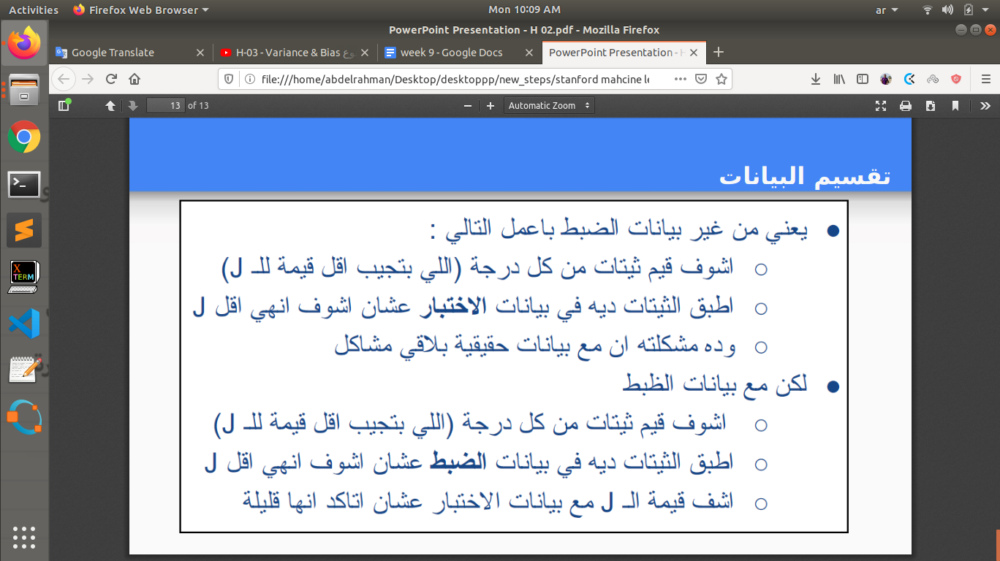 Activities Firefox Web Browser Mon 10:09 AM ar
PowerPoint Presentation - H 02.pdf - Mozilla Firefox
Google Translate H-03 - Variance & Bias week 9 - Google Docs PowerPoint Presentation - H
file:///home/abdelrahman/Desktop/desktoppp/new_steps/stanford mahcine le
13 of 13 Automatic Zoom
تقسيم البيانات
يعني من غير بيانات الضبط باعمل التالي :
اشوف قيم ثيتات من كل درجة (اللي بتجيب اقل قيمة للـ J)
اطبق الثيتات ديه في بيانات الاختبار عشان اشوف انهي اقل J
وده مشكلته ان مع بيانات حقيقية بلاقي مشاكل
لكن مع بيانات الظبط
اشوف قيم ثيتات من كل درجة (اللي بتجيب اقل قيمة للـ J)
اطبق الثيتات ديه في بيانات الضبط عشان اشوف انهي اقل J
اشف قيمة الـ J مع بيانات الاختبار عشان اتاكد انها قليلة
X
TERM